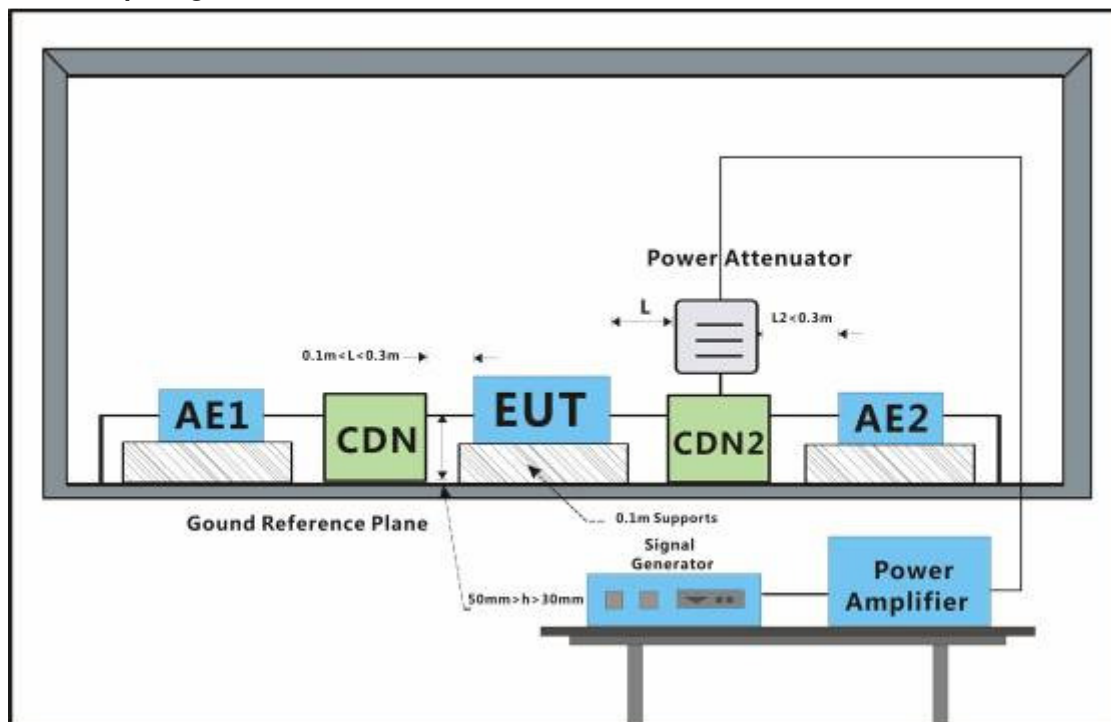 Power Attenuator
L
L2<0.3m
0.1m<L<0.3m
AE1
CDN
EUT
CDN2
AE2
Gound Reference Plane
0.1m Supports
Signal
Generator
50mm>h>30mm
Power
Amplifier